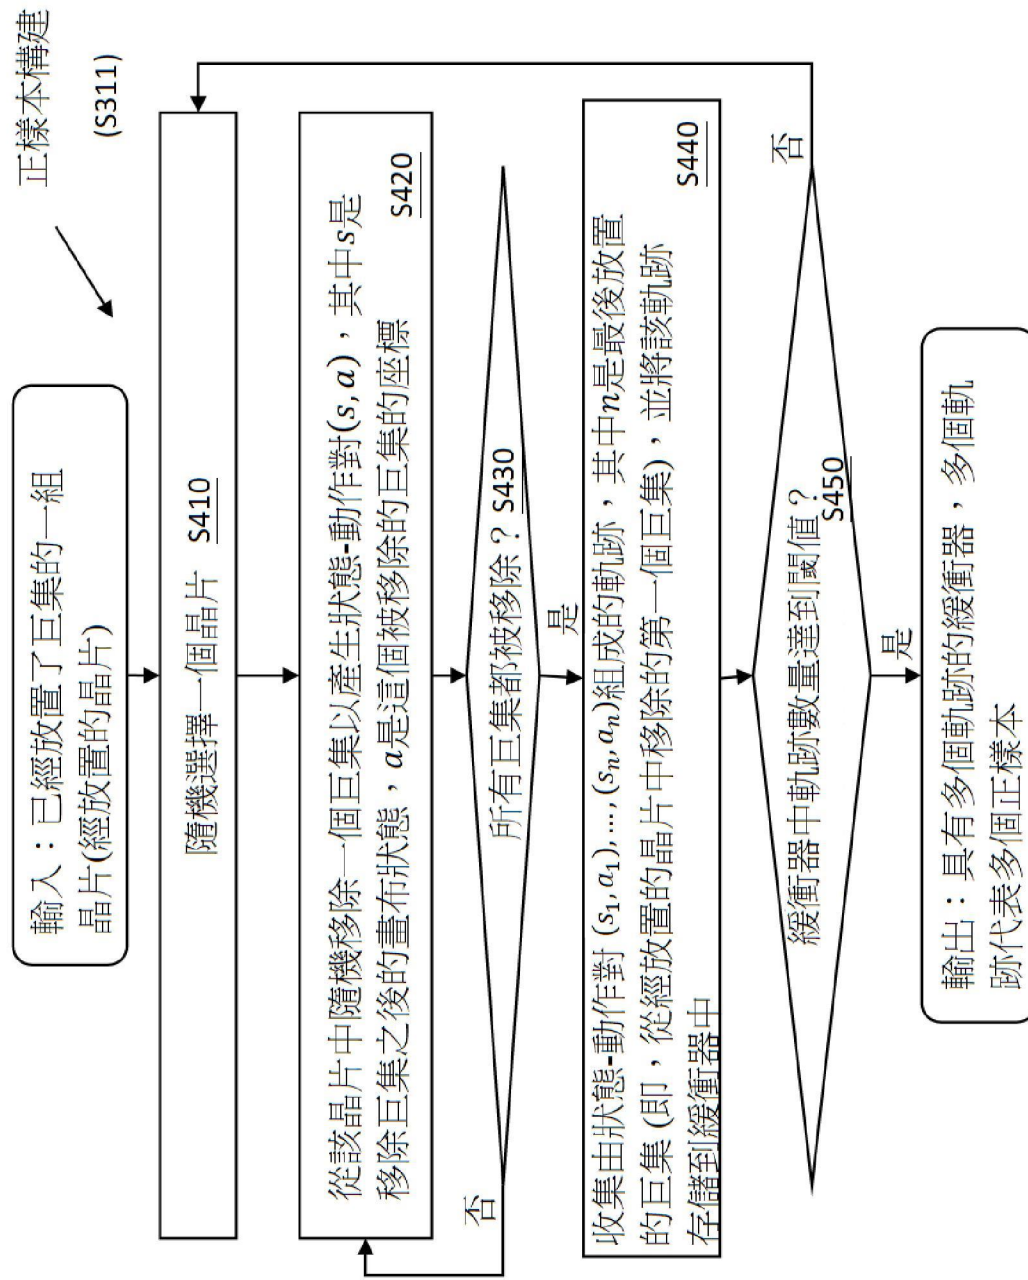 正樣本構建
(S311)
輸入：已經放置了巨集的一組
晶片(經放置的晶片)
隨機選擇一個晶片 S410
從該晶片中隨機移除一個巨集以產生狀態-動作對(s, a)，其中s是
移除巨集之後的畫布狀態，a是這個被移除的巨集的座標
S420
所有巨集都被移除？S430
否
是
收集由狀態-動作對 (s₁, a₁), ..., (sₙ, aₙ)組成的軌跡，其中n是最後放置
的巨集 (即，從經放置的晶片中移除的第一個巨集)，並將該軌跡
存儲到緩衝器中
S440
緩衝器中軌跡數量達到閾值？
S450
否
是
輸出：具有多個軌跡的緩衝器，多個軌
跡代表多個正樣本